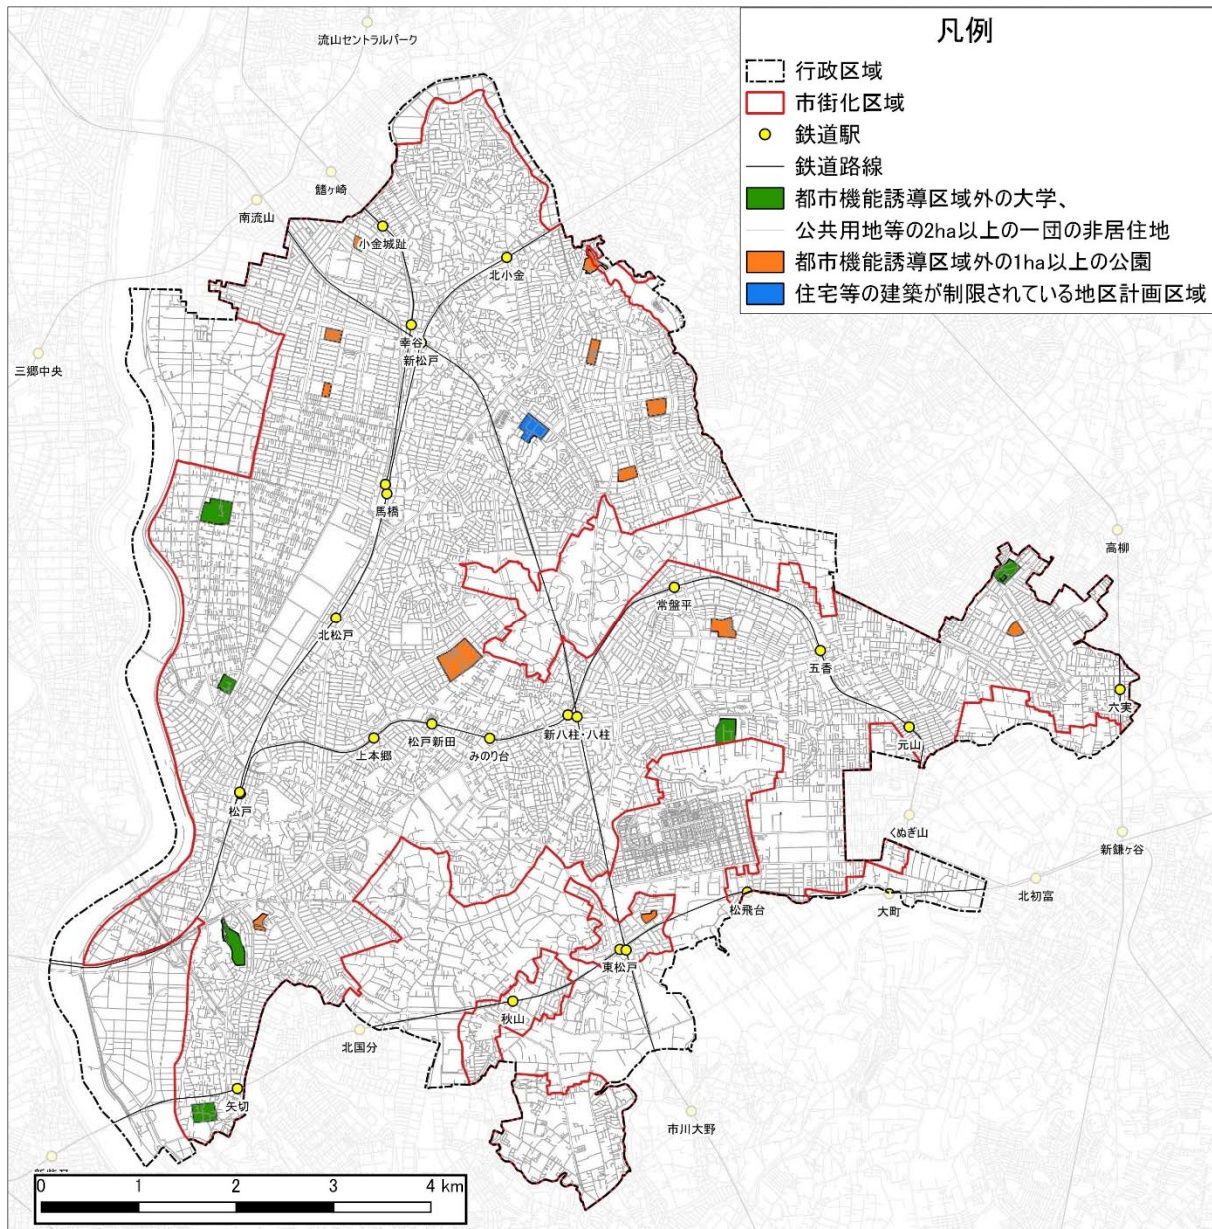 凡例
行政区域
市街化区域
鉄道駅
鉄道路線
都市機能誘導区域外の大学、
公共用地等の2ha以上の一団の非居住地
都市機能誘導区域外の1ha以上の公園
住宅等の建築が制限されている地区計画区域
流山セントラルパーク
鰭ヶ崎
南流山
小金城趾
北小金
幸谷
新松戸
三郷中央
馬橋
高柳
常盤平
北松戸
五香
六実
新八柱・八柱
松戸新田
みのり台
上本郷
元山
松戸
くぬぎ山
新鎌ヶ谷
北初富
大町
松飛台
東松戸
秋山
北国分
矢切
市川大野
0 1 2 3 4 km